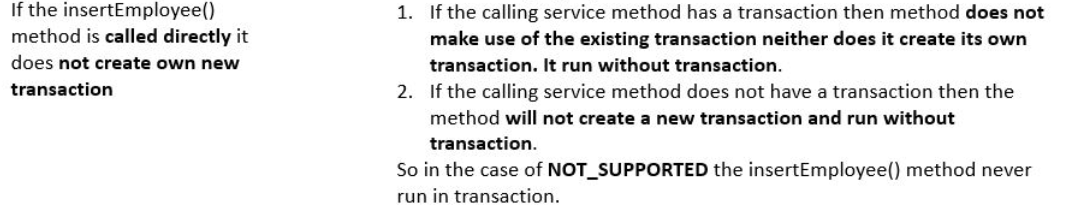 If the insertEmployee()
method is called directly it
does not create own new
transaction
1. If the calling service method has a transaction then method does not
make use of the existing transaction neither does it create its own
transaction. It run without transaction.
2. If the calling service method does not have a transaction then the
method will not create a new transaction and run without
transaction.
So in the case of NOT_SUPPORTED the insertEmployee() method never
run in transaction.